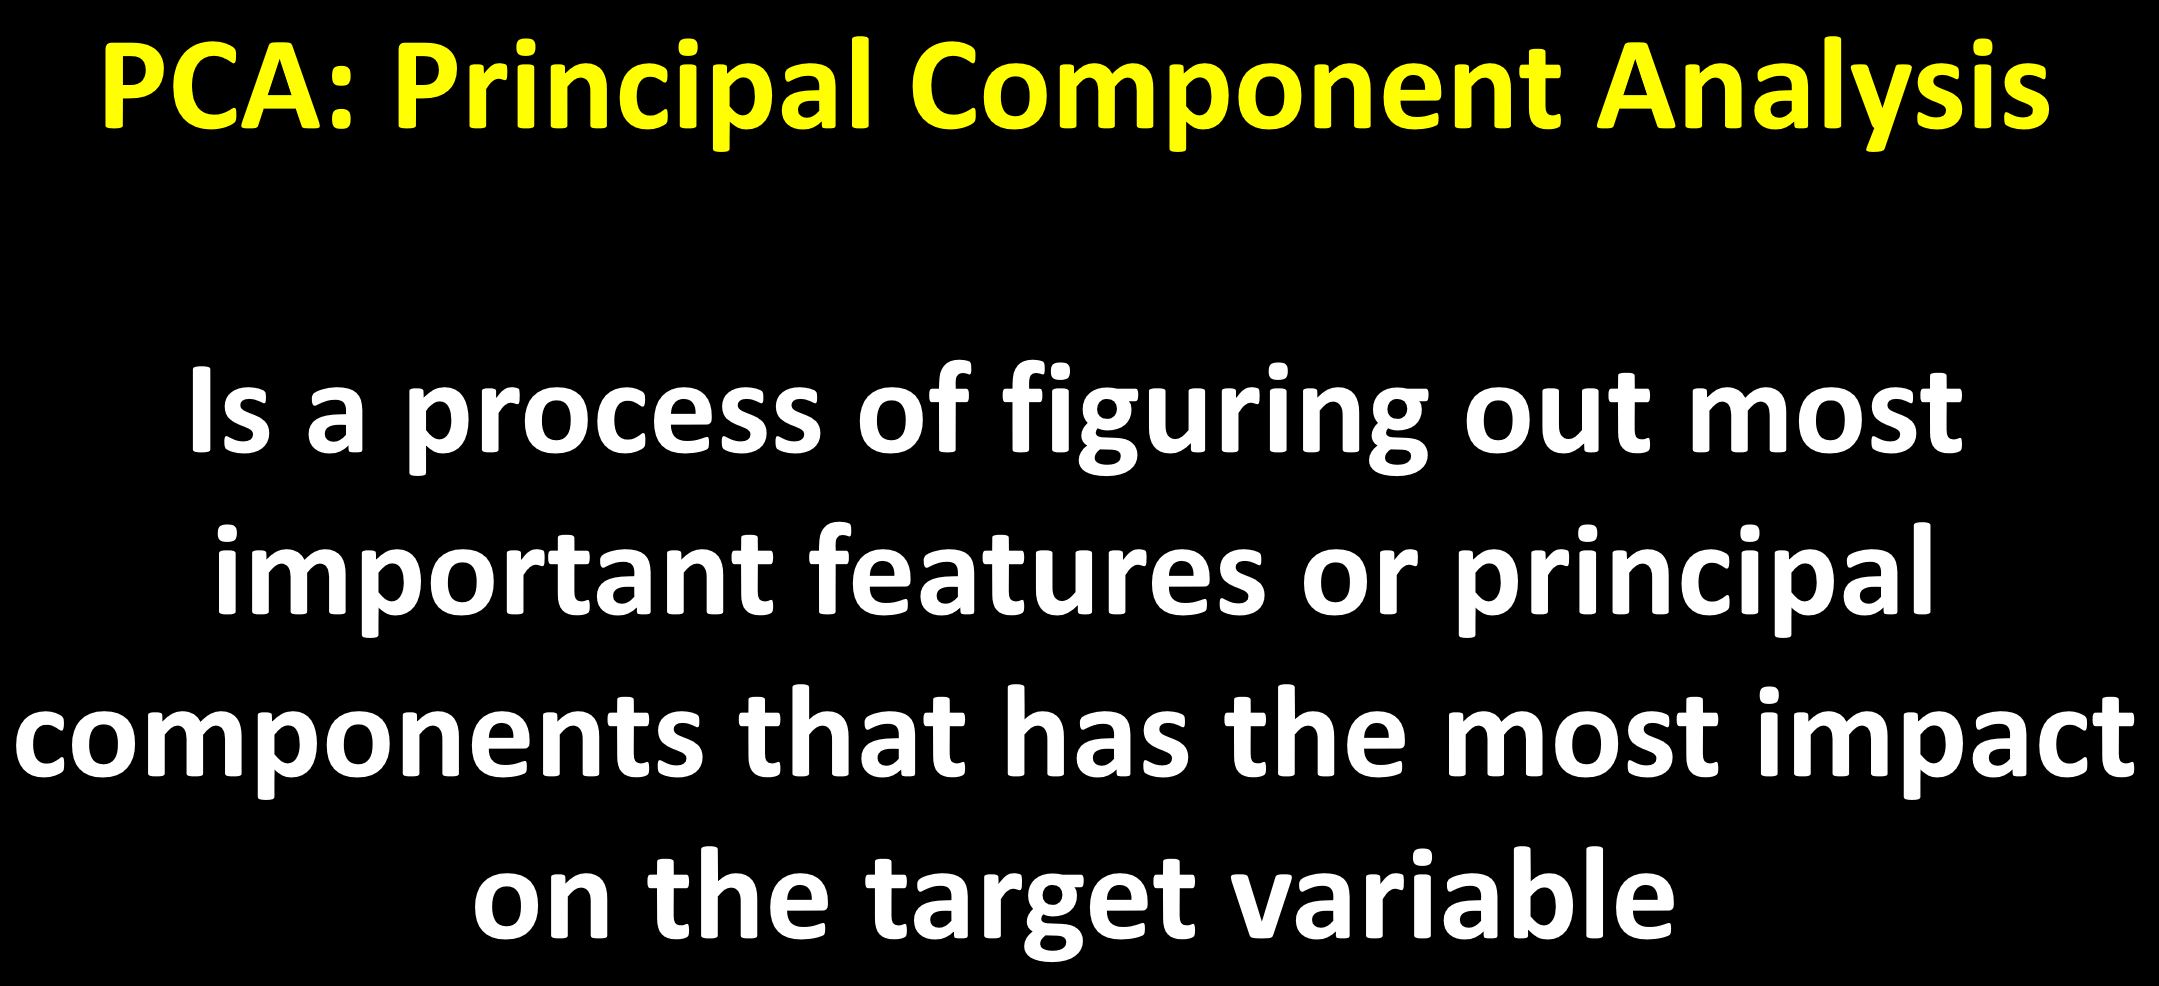 PCA: Principal Component Analysis
Is a process of figuring out most
important features or principal
components that has the most impact
on the target variable